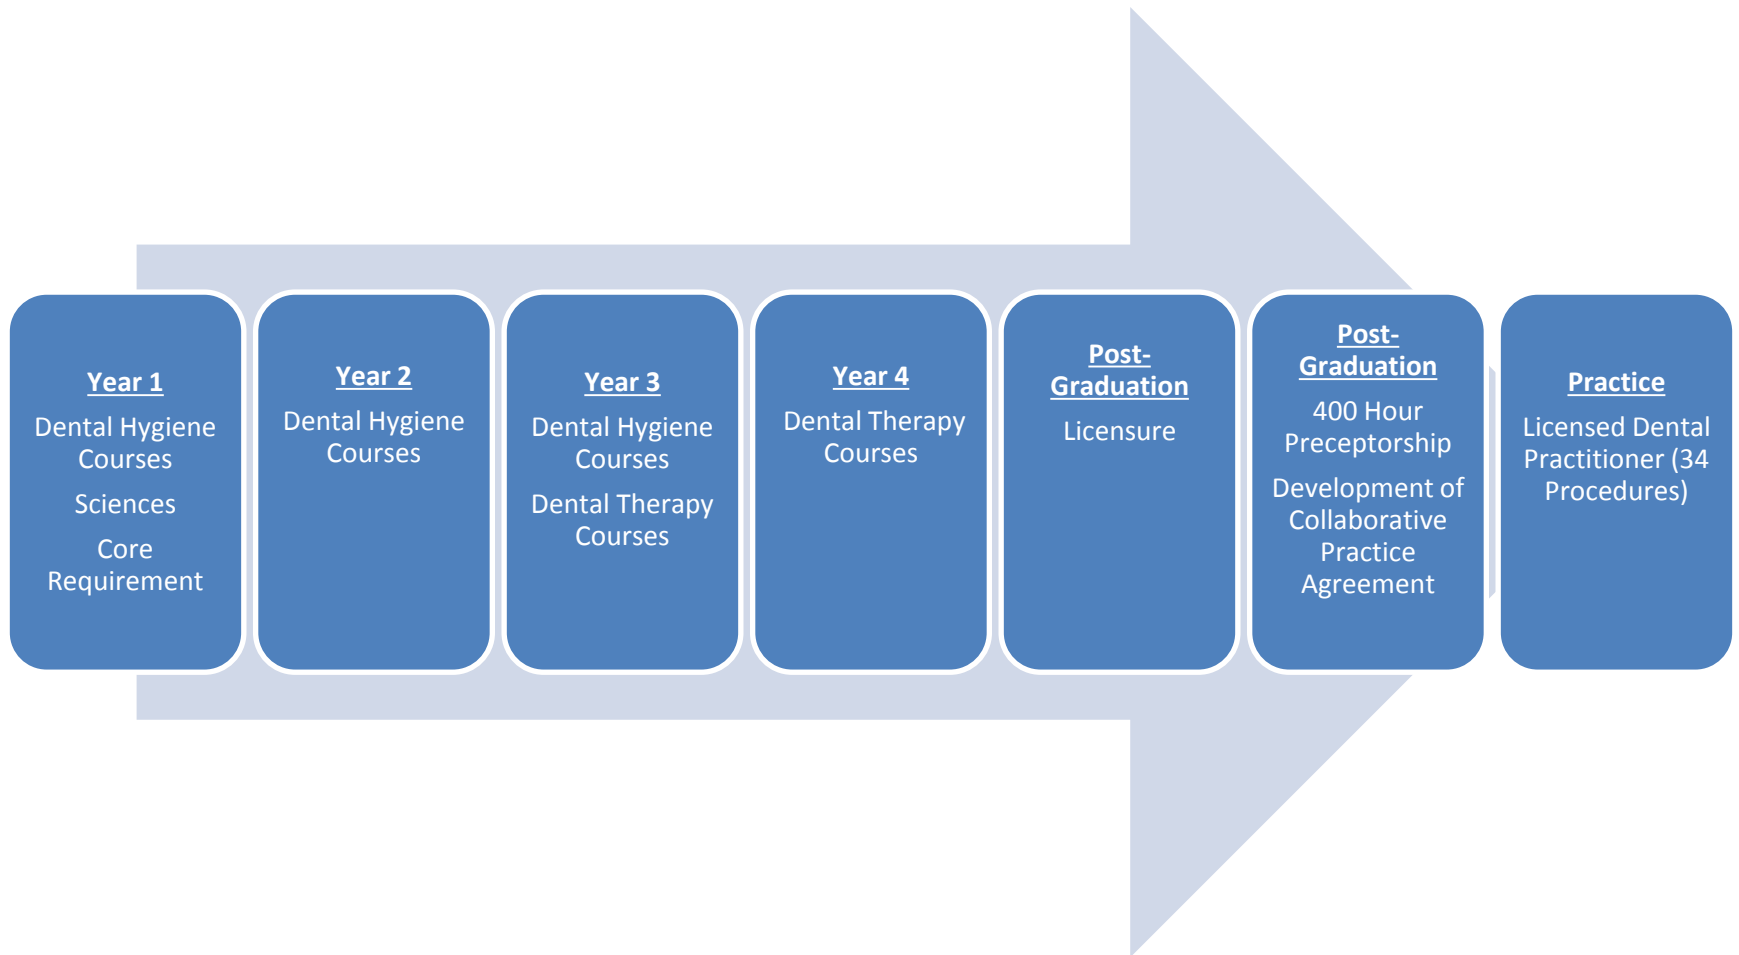 Year 1
Dental Hygiene
Courses
Sciences
Core
Requirement
Year 2
Dental Hygiene
Courses
Year 3
Dental Hygiene
Courses
Dental Therapy
Courses
Year 4
Dental Therapy
Courses
Post-
Graduation
Licensure
Post-
Graduation
400 Hour
Preceptorship
Development of
Collaborative
Practice
Agreement
Practice
Licensed Dental
Practitioner (34
Procedures)